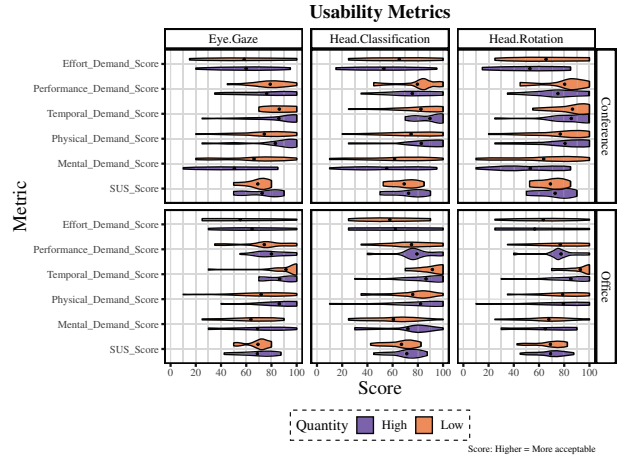 Usability Metrics
Eye.Gaze Head.Classification Head.Rotation
Effort_Demand_Score
Performance_Demand_Score
Temporal_Demand_Score
Physical_Demand_Score
Mental_Demand_Score
SUS_Score
Conference
Metric
Effort_Demand_Score
Performance_Demand_Score
Temporal_Demand_Score
Physical_Demand_Score
Mental_Demand_Score
SUS_Score
Office
0 20 40 60 80 100 0 20 40 60 80 100 0 20 40 60 80 100
Score
Quantity High Low
Score: Higher = More acceptable